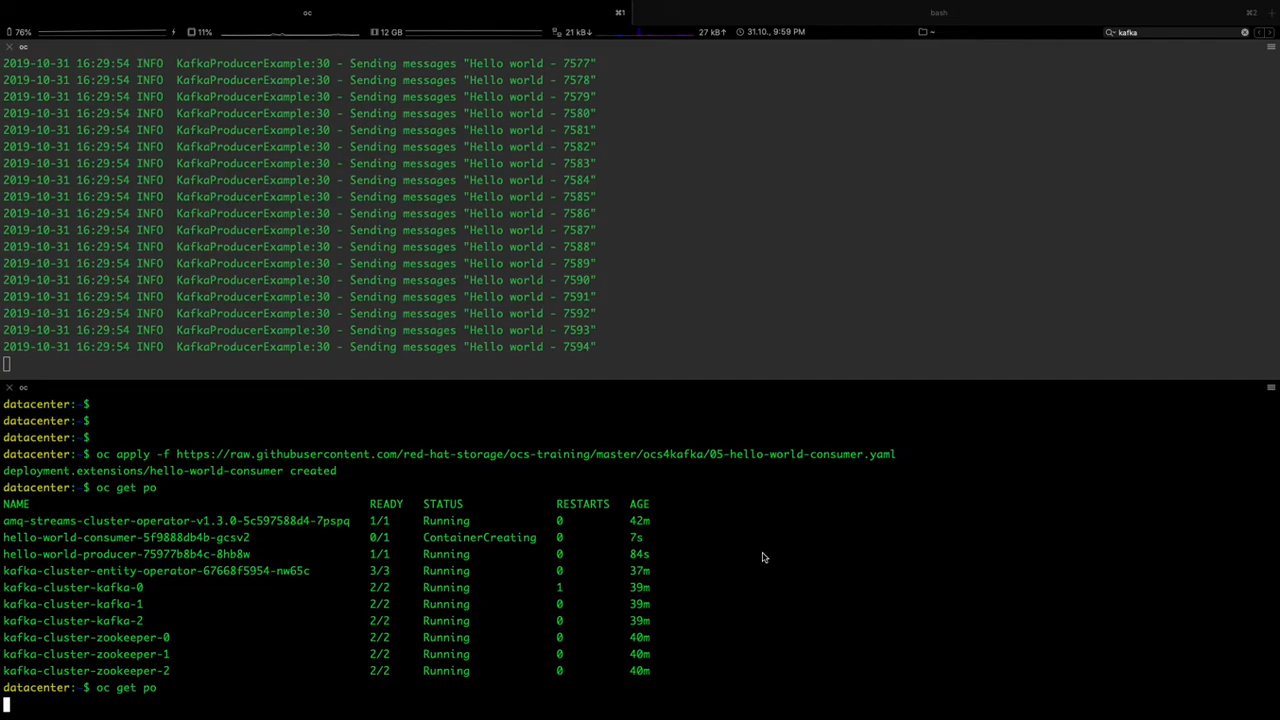 oc ⌘1 bash ⌘2
76% 11% 12 GB 21 kB↓ 27 kB↑ 31.10., 9:59 PM ~ kafka
oc
2019-10-31 16:29:54 INFO  KafkaProducerExample:30 - Sending messages "Hello world - 7577"
2019-10-31 16:29:54 INFO  KafkaProducerExample:30 - Sending messages "Hello world - 7578"
2019-10-31 16:29:54 INFO  KafkaProducerExample:30 - Sending messages "Hello world - 7579"
2019-10-31 16:29:54 INFO  KafkaProducerExample:30 - Sending messages "Hello world - 7580"
2019-10-31 16:29:54 INFO  KafkaProducerExample:30 - Sending messages "Hello world - 7581"
2019-10-31 16:29:54 INFO  KafkaProducerExample:30 - Sending messages "Hello world - 7582"
2019-10-31 16:29:54 INFO  KafkaProducerExample:30 - Sending messages "Hello world - 7583"
2019-10-31 16:29:54 INFO  KafkaProducerExample:30 - Sending messages "Hello world - 7584"
2019-10-31 16:29:54 INFO  KafkaProducerExample:30 - Sending messages "Hello world - 7585"
2019-10-31 16:29:54 INFO  KafkaProducerExample:30 - Sending messages "Hello world - 7586"
2019-10-31 16:29:54 INFO  KafkaProducerExample:30 - Sending messages "Hello world - 7587"
2019-10-31 16:29:54 INFO  KafkaProducerExample:30 - Sending messages "Hello world - 7588"
2019-10-31 16:29:54 INFO  KafkaProducerExample:30 - Sending messages "Hello world - 7589"
2019-10-31 16:29:54 INFO  KafkaProducerExample:30 - Sending messages "Hello world - 7590"
2019-10-31 16:29:54 INFO  KafkaProducerExample:30 - Sending messages "Hello world - 7591"
2019-10-31 16:29:54 INFO  KafkaProducerExample:30 - Sending messages "Hello world - 7592"
2019-10-31 16:29:54 INFO  KafkaProducerExample:30 - Sending messages "Hello world - 7593"
2019-10-31 16:29:54 INFO  KafkaProducerExample:30 - Sending messages "Hello world - 7594"
oc
datacenter:~$
datacenter:~$
datacenter:~$
datacenter:~$ oc apply -f https://raw.githubusercontent.com/red-hat-storage/ocs-training/master/ocs4kafka/05-hello-world-consumer.yaml
deployment.extensions/hello-world-consumer created
datacenter:~$ oc get po
NAME READY STATUS RESTARTS AGE
amq-streams-cluster-operator-v1.3.0-5c597588d4-7pspq 1/1 Running 0 42m
hello-world-consumer-5f9888db4b-gcsv2 0/1 ContainerCreating 0 7s
hello-world-producer-75977b8b4c-8hb8w 1/1 Running 0 84s
kafka-cluster-entity-operator-67668f5954-nw65c 3/3 Running 0 37m
kafka-cluster-kafka-0 2/2 Running 1 39m
kafka-cluster-kafka-1 2/2 Running 0 39m
kafka-cluster-kafka-2 2/2 Running 0 39m
kafka-cluster-zookeeper-0 2/2 Running 0 40m
kafka-cluster-zookeeper-1 2/2 Running 0 40m
kafka-cluster-zookeeper-2 2/2 Running 0 40m
datacenter:~$ oc get po